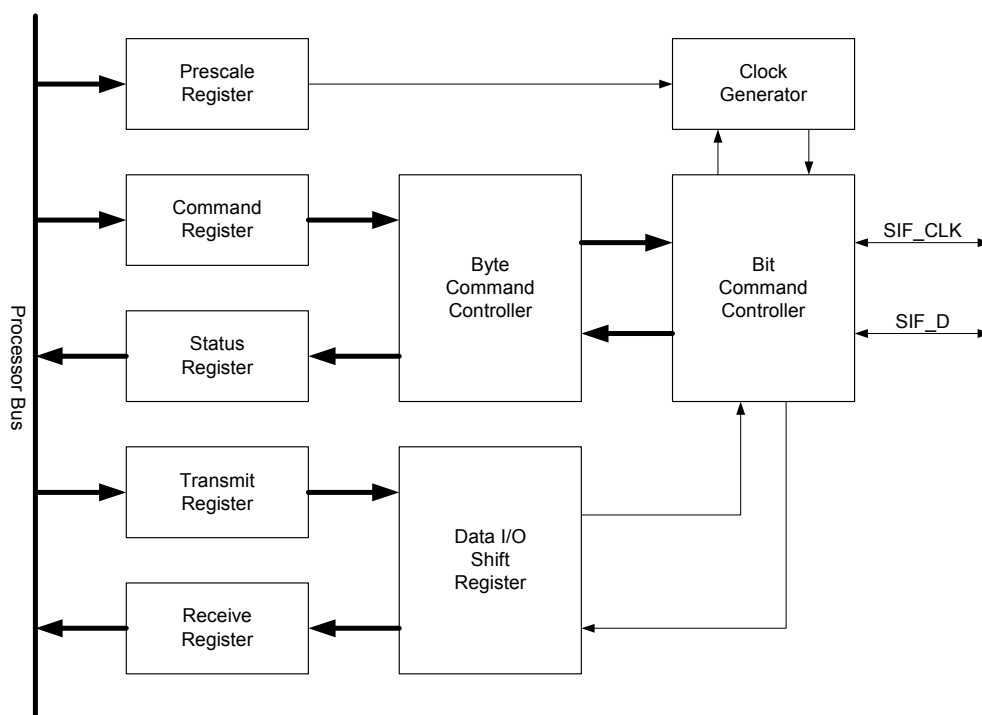 Prescale
Register
Clock
Generator
Command
Register
Byte
Command
Controller
Bit
Command
Controller
SIF_CLK
SIF_D
Status
Register
Processor Bus
Transmit
Register
Data I/O
Shift
Register
Receive
Register